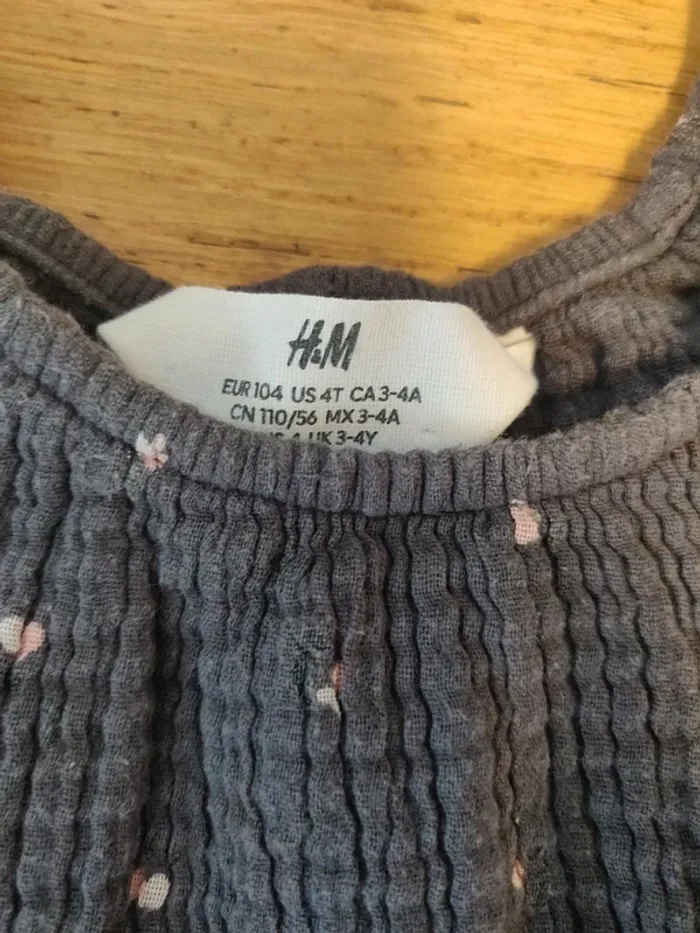 H&M
EUR 104 US 4T CA 3-4A
CN 110/56 MX 3-4A
UK 3-4Y